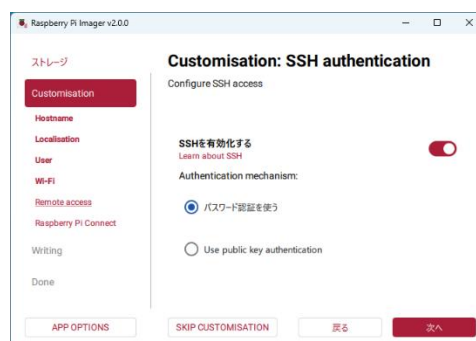 Raspberry Pi Imager v2.0.0
ストレージ
Customisation
Hostname
Localisation
User
Wi-Fi
Remote access
Raspberry Pi Connect
Writing
Done
Customisation: SSH authentication
Configure SSH access
SSHを有効化する
Learn about SSH
Authentication mechanism:
パスワード認証を使う
Use public key authentication
APP OPTIONS
SKIP CUSTOMISATION
戻る
次へ